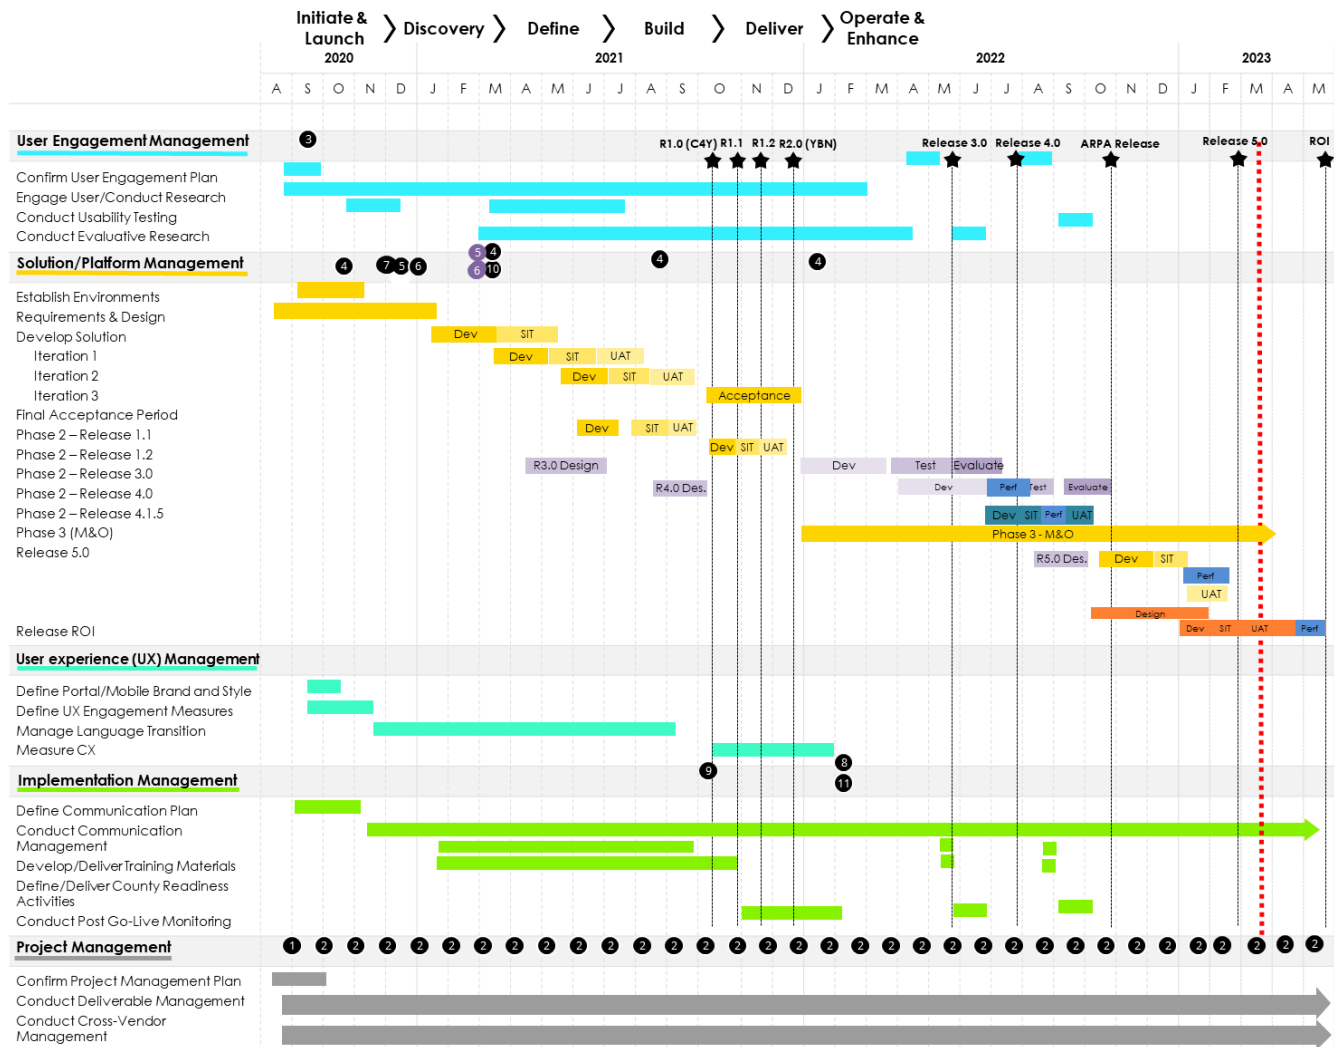 Initiate & Launch
Discovery
Define
Build
Deliver
Operate & Enhance
2020
2021
2022
2023
A S O N D J F M A M J J A S O N D J F M A M J J A S O N D J F M A M
User Engagement Management
3
R1.0 (C4Y) R1.1 R1.2 R2.0 (YBN)
Release 3.0 Release 4.0 ARPA Release Release 5.0 ROI
Confirm User Engagement Plan
Engage User/Conduct Research
Conduct Usability Testing
Conduct Evaluative Research
5 4
Solution/Platform Management
4 7 5 6 6 10 4 4
Establish Environments
Requirements & Design
Develop Solution
Dev SIT
Iteration 1
Dev SIT UAT
Iteration 2
Dev SIT UAT
Iteration 3
Acceptance
Final Acceptance Period
Phase 2 – Release 1.1
Dev SIT UAT
Phase 2 – Release 1.2
Dev SIT UAT
Phase 2 – Release 3.0
R3.0 Design Dev Test Evaluate
Phase 2 – Release 4.0
R4.0 Des. Dev Perf Test Evaluate
Phase 2 – Release 4.1.5
Dev SIT Perf UAT
Phase 3 (M&O)
Phase 3 - M&O
Release 5.0
R5.0 Des. Dev SIT
Perf
UAT
Design
Release ROI
Dev SIT UAT Perf
User experience (UX) Management
Define Portal/Mobile Brand and Style
Define UX Engagement Measures
Manage Language Transition
Measure CX
9 8
Implementation Management
11
Define Communication Plan
Conduct Communication
Management
Develop/Deliver Training Materials
Define/Deliver County Readiness
Activities
Conduct Post Go-Live Monitoring
Project Management
1 2 2 2 2 2 2 2 2 2 2 2 2 2 2 2 2 2 2 2 2 2 2 2 2 2 2 2 2 2 2 2 2 2
Confirm Project Management Plan
Conduct Deliverable Management
Conduct Cross-Vendor
Management